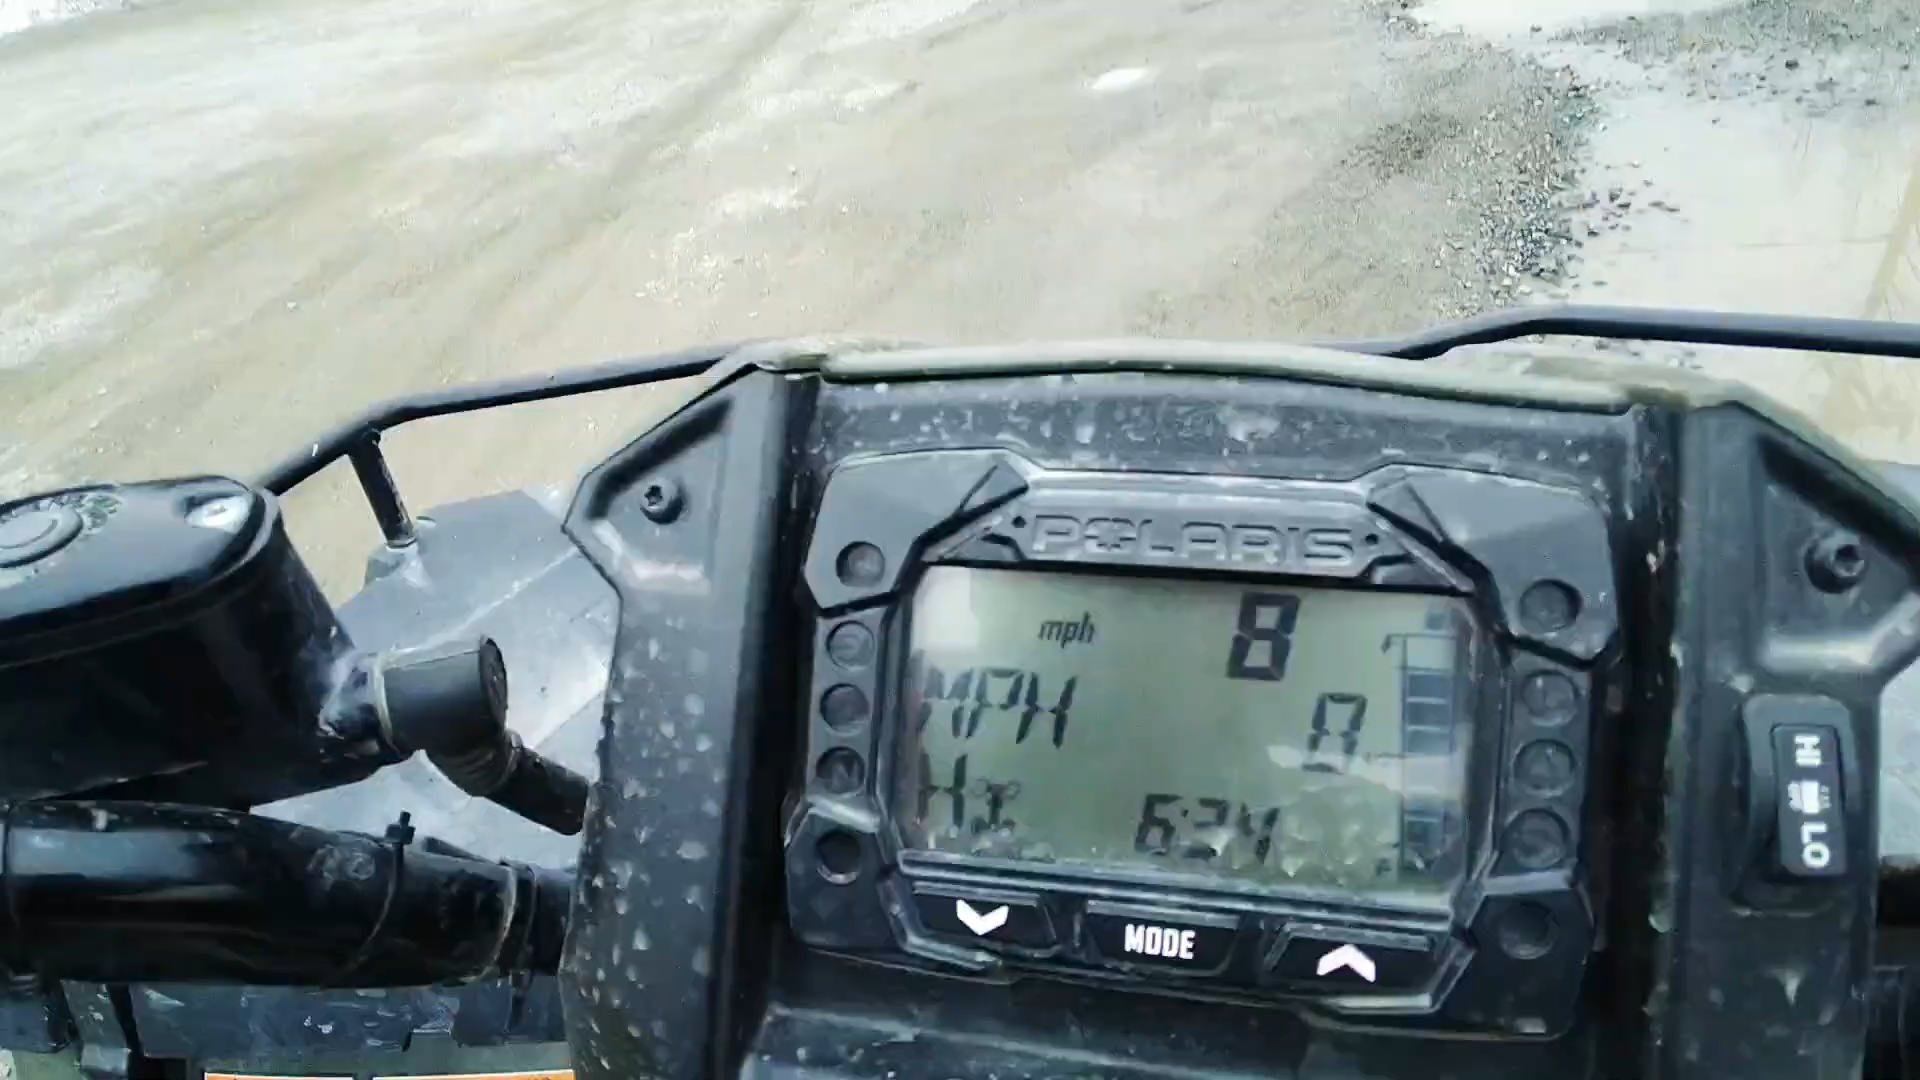 POLARIS
mph 8
MPH 0
Hi 6:24
MODE
HI
LO